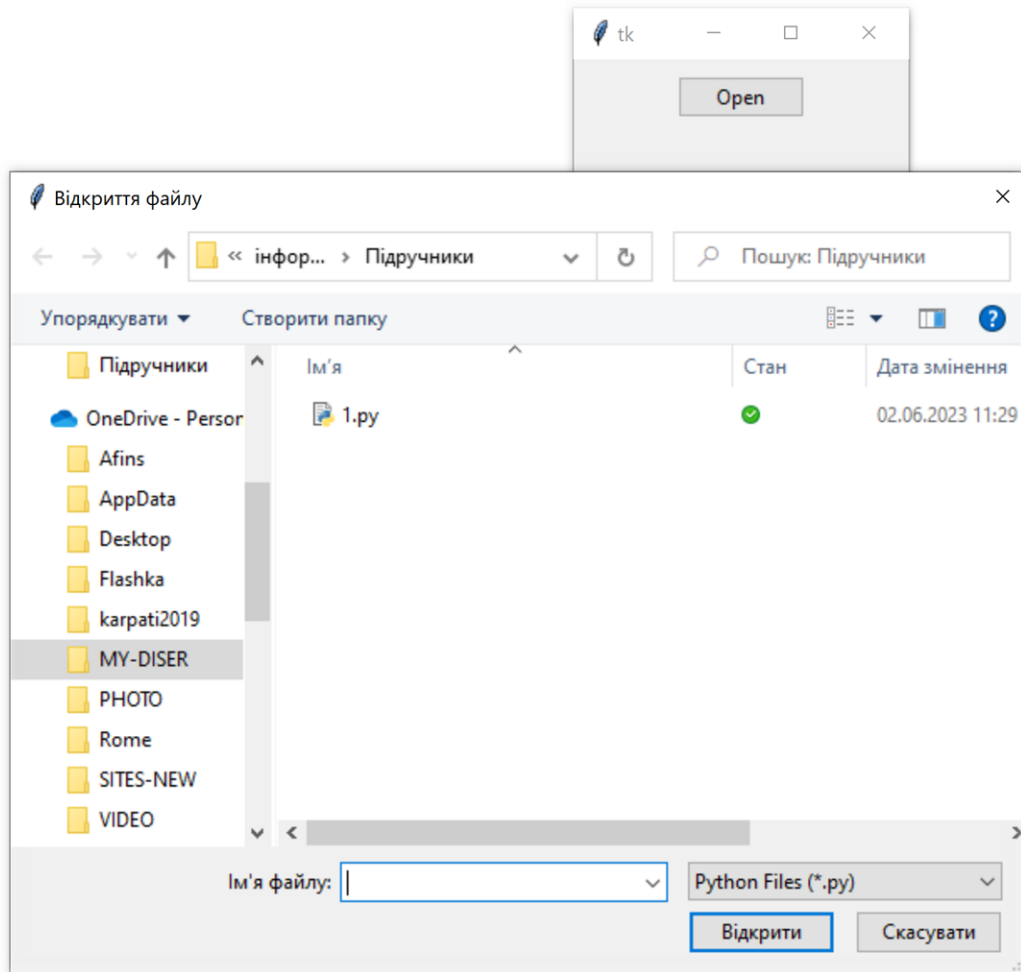 tk
Open
Відкриття файлу
« інфор... › Підручники
Пошук: Підручники
Упорядкувати
Створити папку
Ім'я
Стан
Дата змінення
1.py
02.06.2023 11:29
Підручники
OneDrive - Person
Afins
AppData
Desktop
Flashka
karpati2019
MY-DISER
PHOTO
Rome
SITES-NEW
VIDEO
Ім'я файлу:
Python Files (*.py)
Відкрити
Скасувати